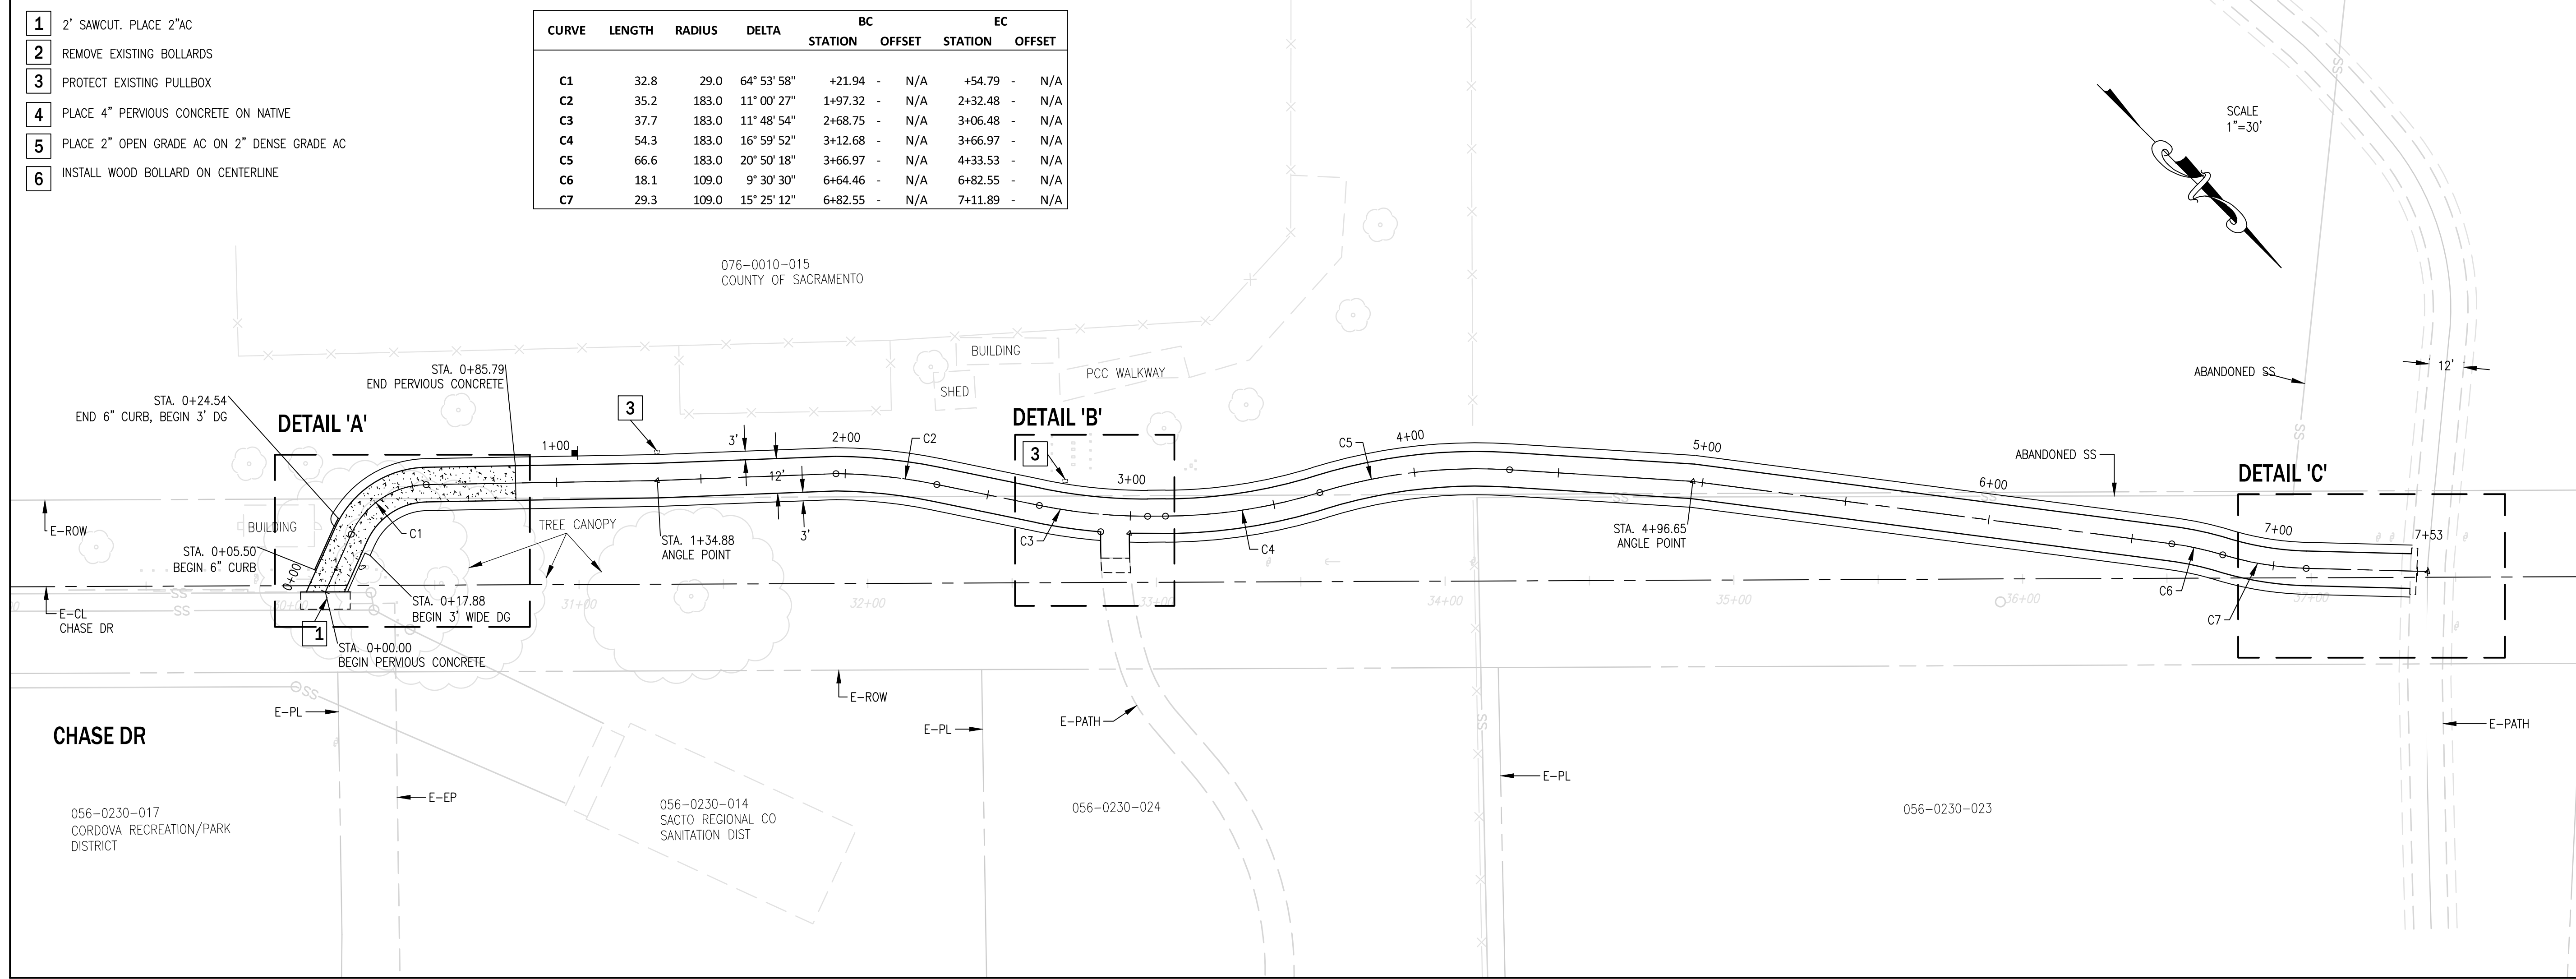 1 2' SAWCUT. PLACE 2"AC
2 REMOVE EXISTING BOLLARDS
3 PROTECT EXISTING PULLBOX
4 PLACE 4" PERVIOUS CONCRETE ON NATIVE
5 PLACE 2" OPEN GRADE AC ON 2" DENSE GRADE AC
6 INSTALL WOOD BOLLARD ON CENTERLINE
BC EC
CURVE LENGTH RADIUS DELTA
STATION OFFSET STATION OFFSET
C1 32.8 29.0 64° 53' 58" +21.94 - N/A +54.79 - N/A
C2 35.2 183.0 11° 00' 27" 1+97.32 - N/A 2+32.48 - N/A
C3 37.7 183.0 11° 48' 54" 2+68.75 - N/A 3+06.48 - N/A
C4 54.3 183.0 16° 59' 52" 3+12.68 - N/A 3+66.97 - N/A
C5 66.6 183.0 20° 50' 18" 3+66.97 - N/A 4+33.53 - N/A
C6 18.1 109.0 9° 30' 30" 6+64.46 - N/A 6+82.55 - N/A
C7 29.3 109.0 15° 25' 12" 6+82.55 - N/A 7+11.89 - N/A
SCALE
1"=30'
SS
076-0010-015
COUNTY OF SACRAMENTO
BUILDING
SHED
PCC WALKWAY
ABANDONED SS
12'
SS
STA. 0+85.79
END PERVIOUS CONCRETE
STA. 0+24.54
END 6" CURB, BEGIN 3' DG
DETAIL 'A'
3
DETAIL 'B'
3
1+00
3'
2+00
C2
12'
3'
3+00
C5
4+00
5+00
ABANDONED SS
6+00
SS
SS
DETAIL 'C'
7+00
7+53
E-ROW
BUILDING
C1
TREE CANOPY
STA. 1+34.88
ANGLE POINT
C3
C4
STA. 4+96.65
ANGLE POINT
STA. 0+05.50
BEGIN 6" CURB
0+00
STA. 0+17.88
BEGIN 3' WIDE DG
C6
C7
E-CL
CHASE DR
SS
SS
30+00
31+00
32+00
33+00
34+00
35+00
36+00
37+00
1
STA. 0+00.00
BEGIN PERVIOUS CONCRETE
SS
E-PL
E-ROW
E-PL
E-PATH
SS
E-PL
E-PATH
CHASE DR
E-EP
056-0230-017
CORDOVA RECREATION/PARK
DISTRICT
056-0230-014
SACTO REGIONAL CO
SANITATION DIST
056-0230-024
056-0230-023